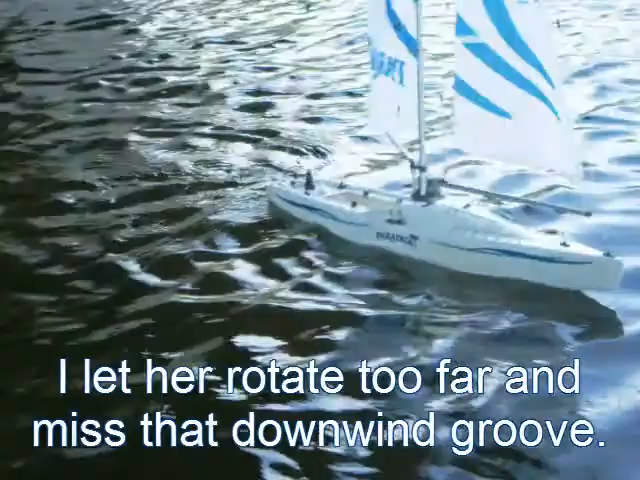 I let her rotate too far and
miss that downwind groove.